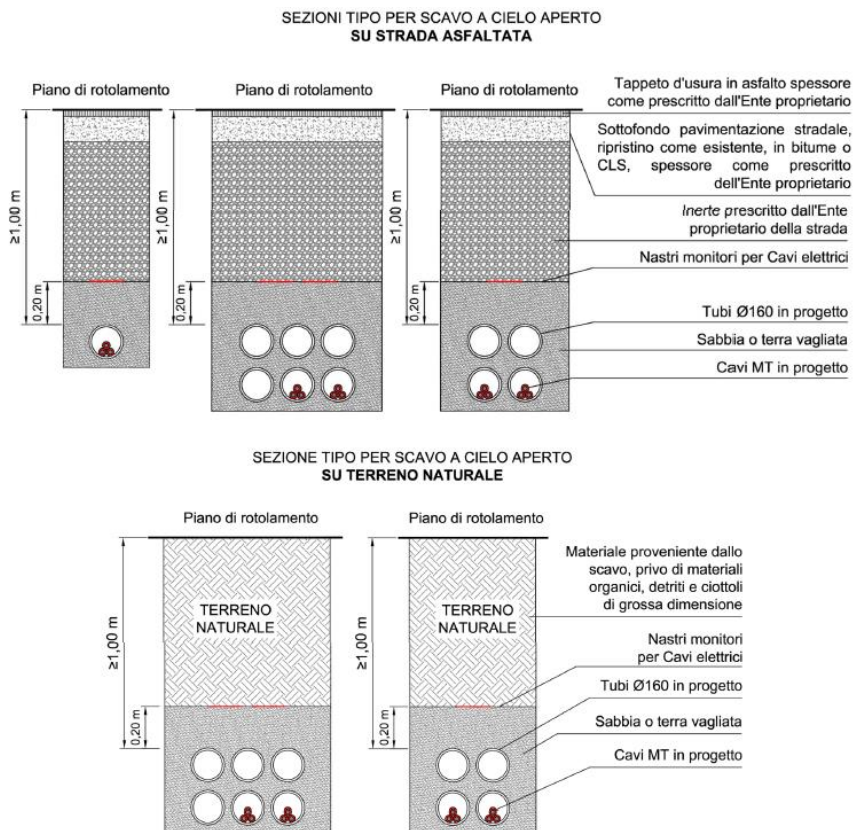 SEZIONI TIPO PER SCAVO A CIELO APERTO
SU STRADA ASFALTATA
Piano di rotolamento
Piano di rotolamento
Piano di rotolamento
Tappeto d'usura in asfalto spessore
come prescritto dall'Ente proprietario
Sottofondo pavimentazione stradale,
ripristino come esistente, in bitume o
CLS, spessore come prescritto
dell'Ente proprietario
Inerte prescritto dall'Ente
proprietario della strada
Nastri monitori per Cavi elettrici
Tubi Ø160 in progetto
Sabbia o terra vagliata
Cavi MT in progetto
≥1,00 m
0,20 m
≥1,00 m
0,20 m
≥1,00 m
0,20 m
SEZIONE TIPO PER SCAVO A CIELO APERTO
SU TERRENO NATURALE
Piano di rotolamento
Piano di rotolamento
TERRENO
NATURALE
TERRENO
NATURALE
Materiale proveniente dallo
scavo, privo di materiali
organici, detriti e ciottoli
di grossa dimensione
Nastri monitori
per Cavi elettrici
Tubi Ø160 in progetto
Sabbia o terra vagliata
Cavi MT in progetto
≥1,00 m
0,20 m
≥1,00 m
0,20 m